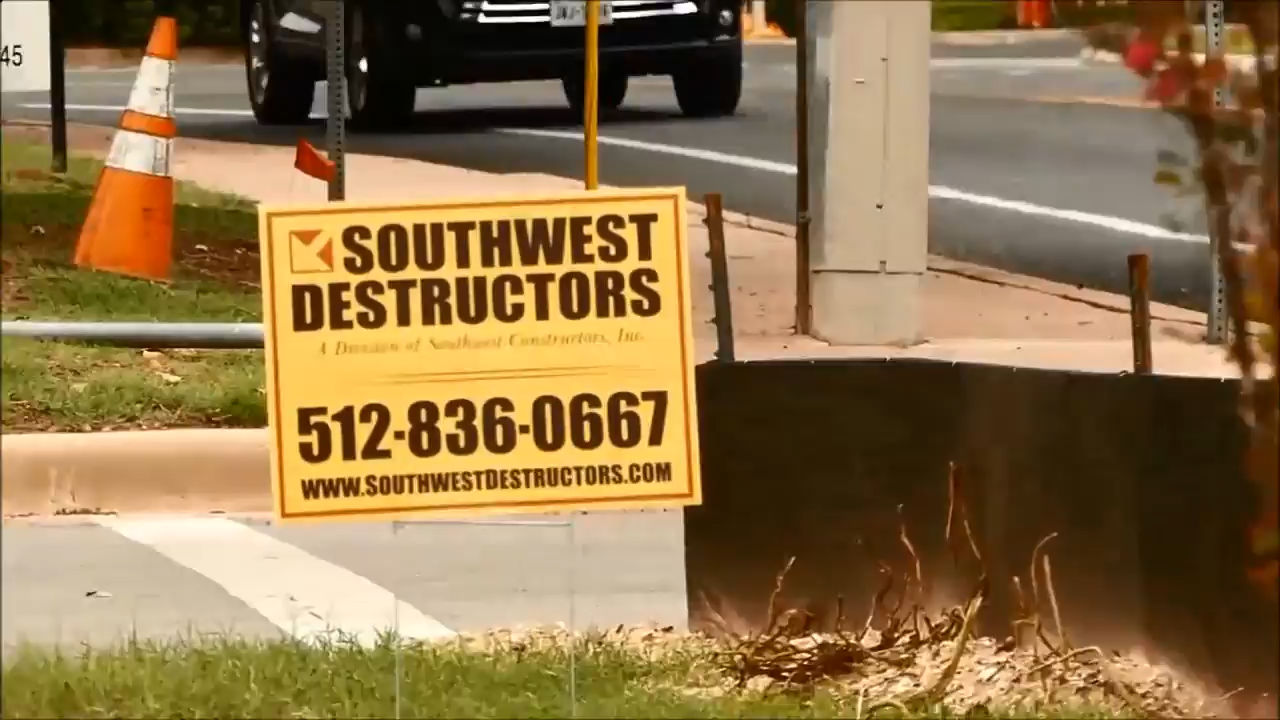 45
SOUTHWEST
DESTRUCTORS
A Division of Southwest Constructors, Inc.
512-836-0667
WWW.SOUTHWESTDESTRUCTORS.COM